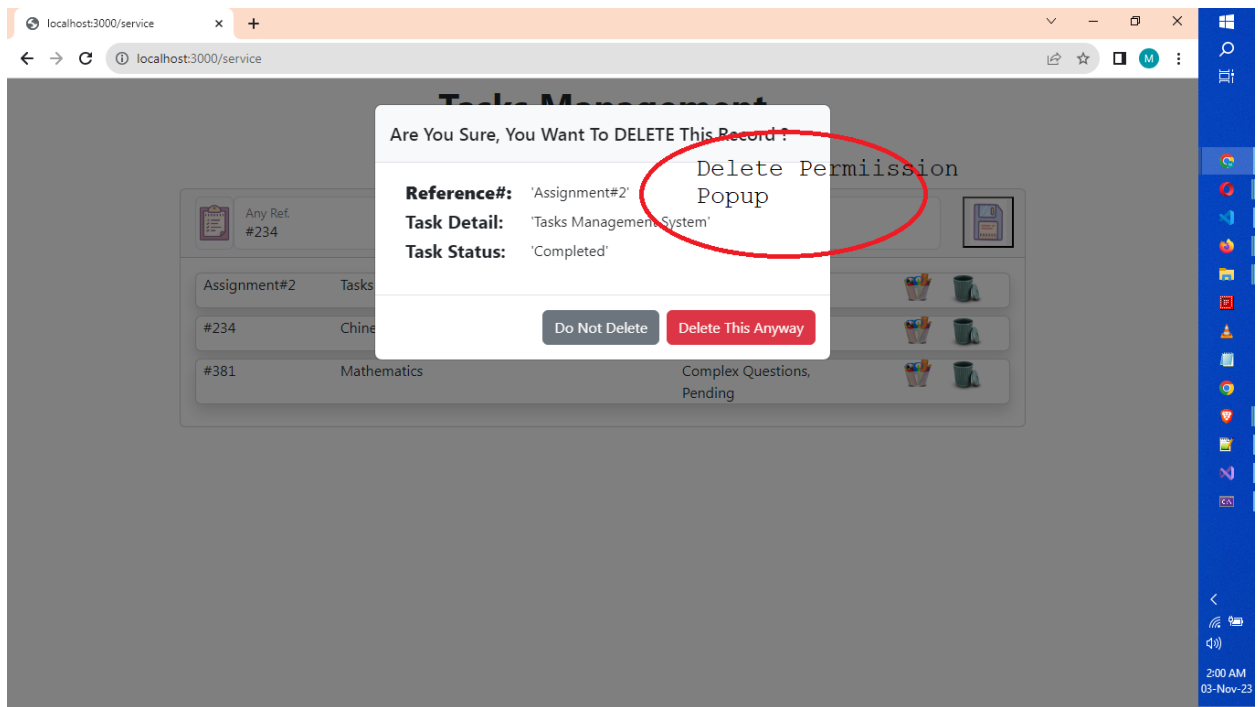 localhost:3000/service
localhost:3000/service
M
Tasks Management
Are You Sure, You Want To DELETE This Record ?
Delete Permiission
Popup
Reference#: 'Assignment#2'
Task Detail: 'Tasks Management System'
Task Status: 'Completed'
Do Not Delete Delete This Anyway
Any Ref.
#234
Assignment#2 Tasks
#234 Chine
#381 Mathematics Complex Questions,
Pending
2:00 AM
03-Nov-23